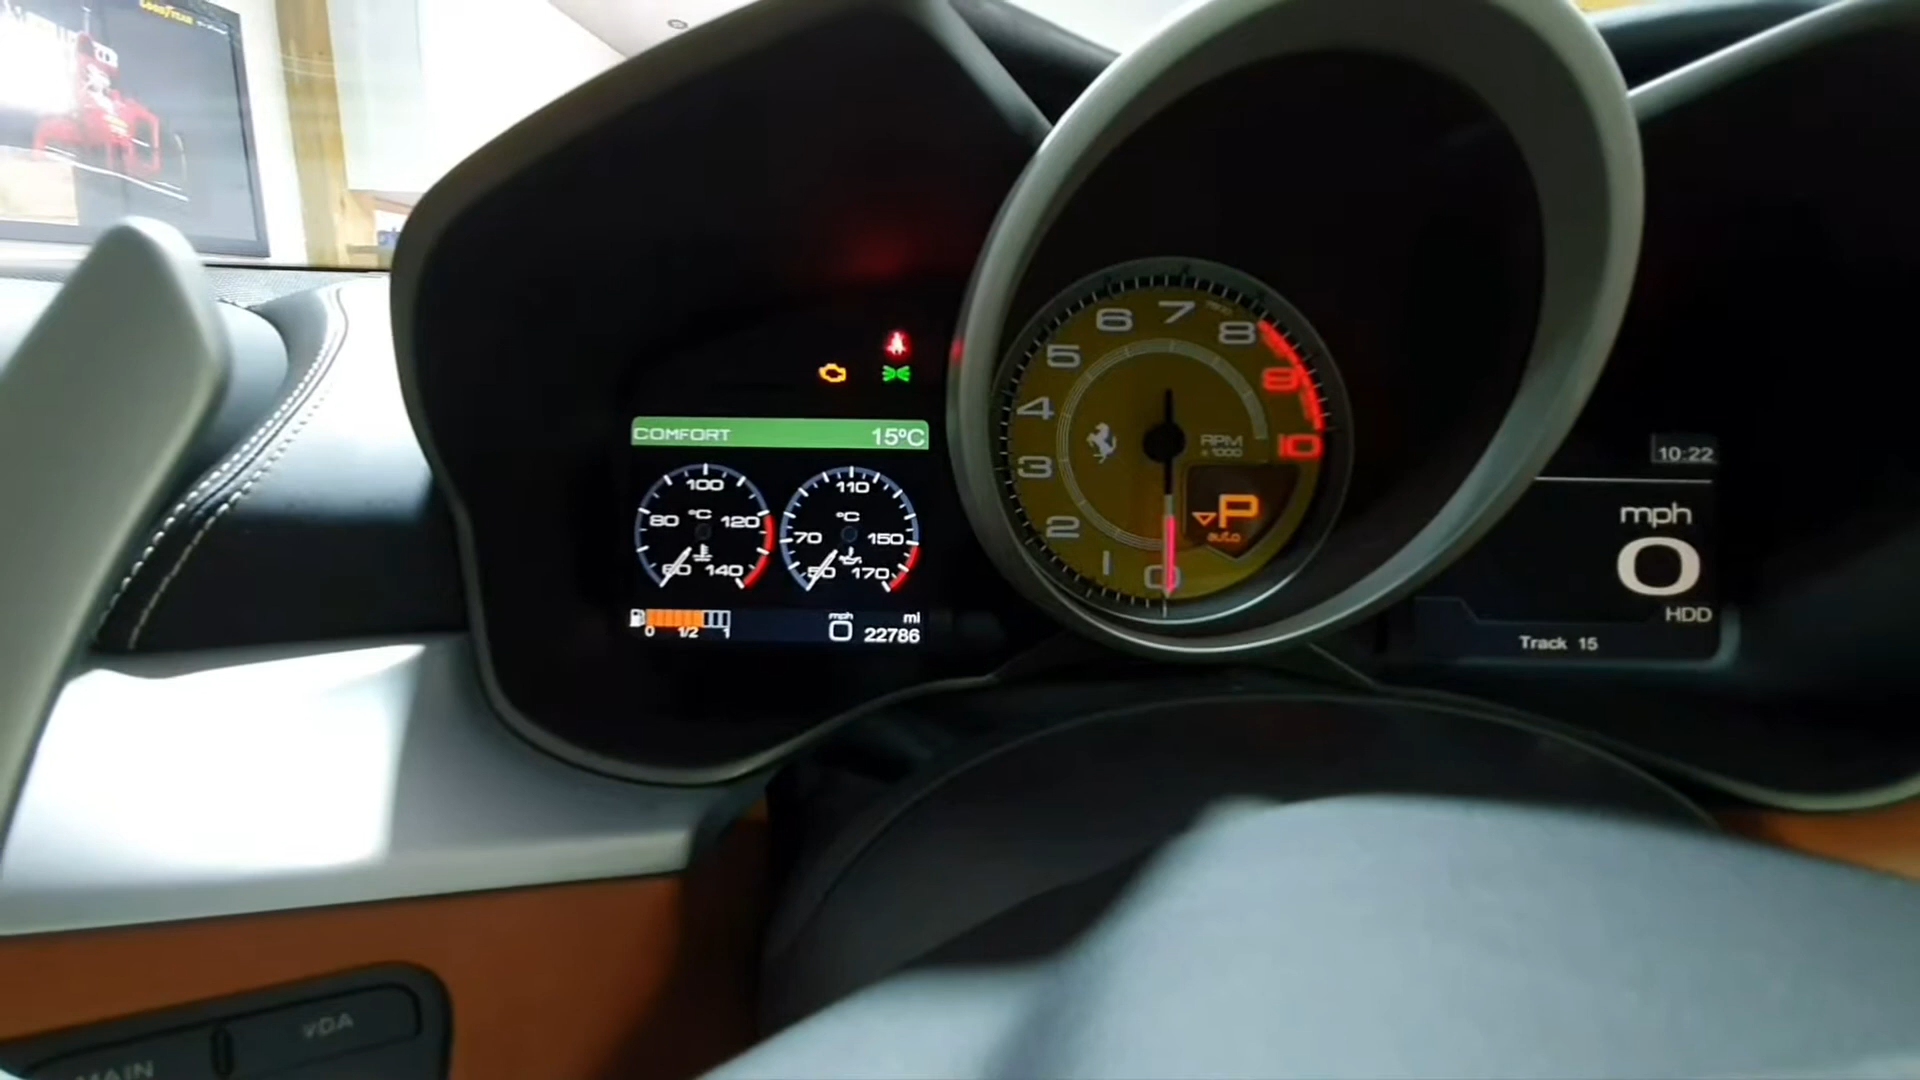 GOODYEAR
COMFORT 15°C
100
80 °C 120
60 140
110
°C
70 150
50 170
0 1/2 1
mph
0
mi
22786
7
6 8
5 9
4 10
RPM
x1000
3
2
1 0
P
auto
10:22
mph
0
HDD
Track 15
VDA
MAIN